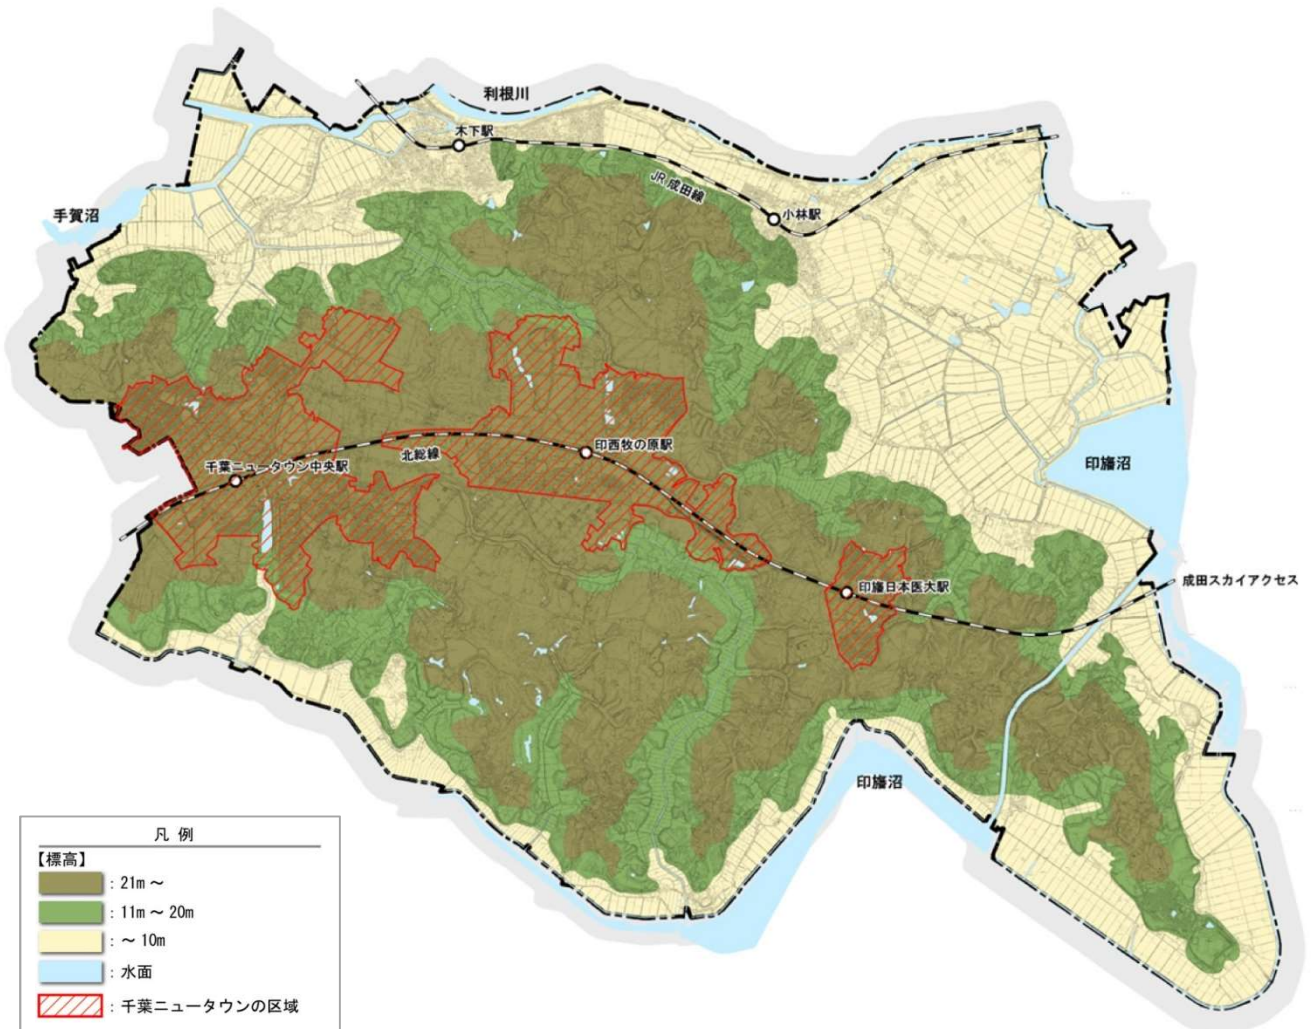 利根川
木下駅
JR成田線
手賀沼
小林駅
印西牧の原駅
北総線
千葉ニュータウン中央駅
印旛沼
印旛日本医大駅
成田スカイアクセス
印旛沼
凡 例
【標高】
: 21m ~
: 11m ~ 20m
: ~ 10m
: 水面
: 千葉ニュータウンの区域